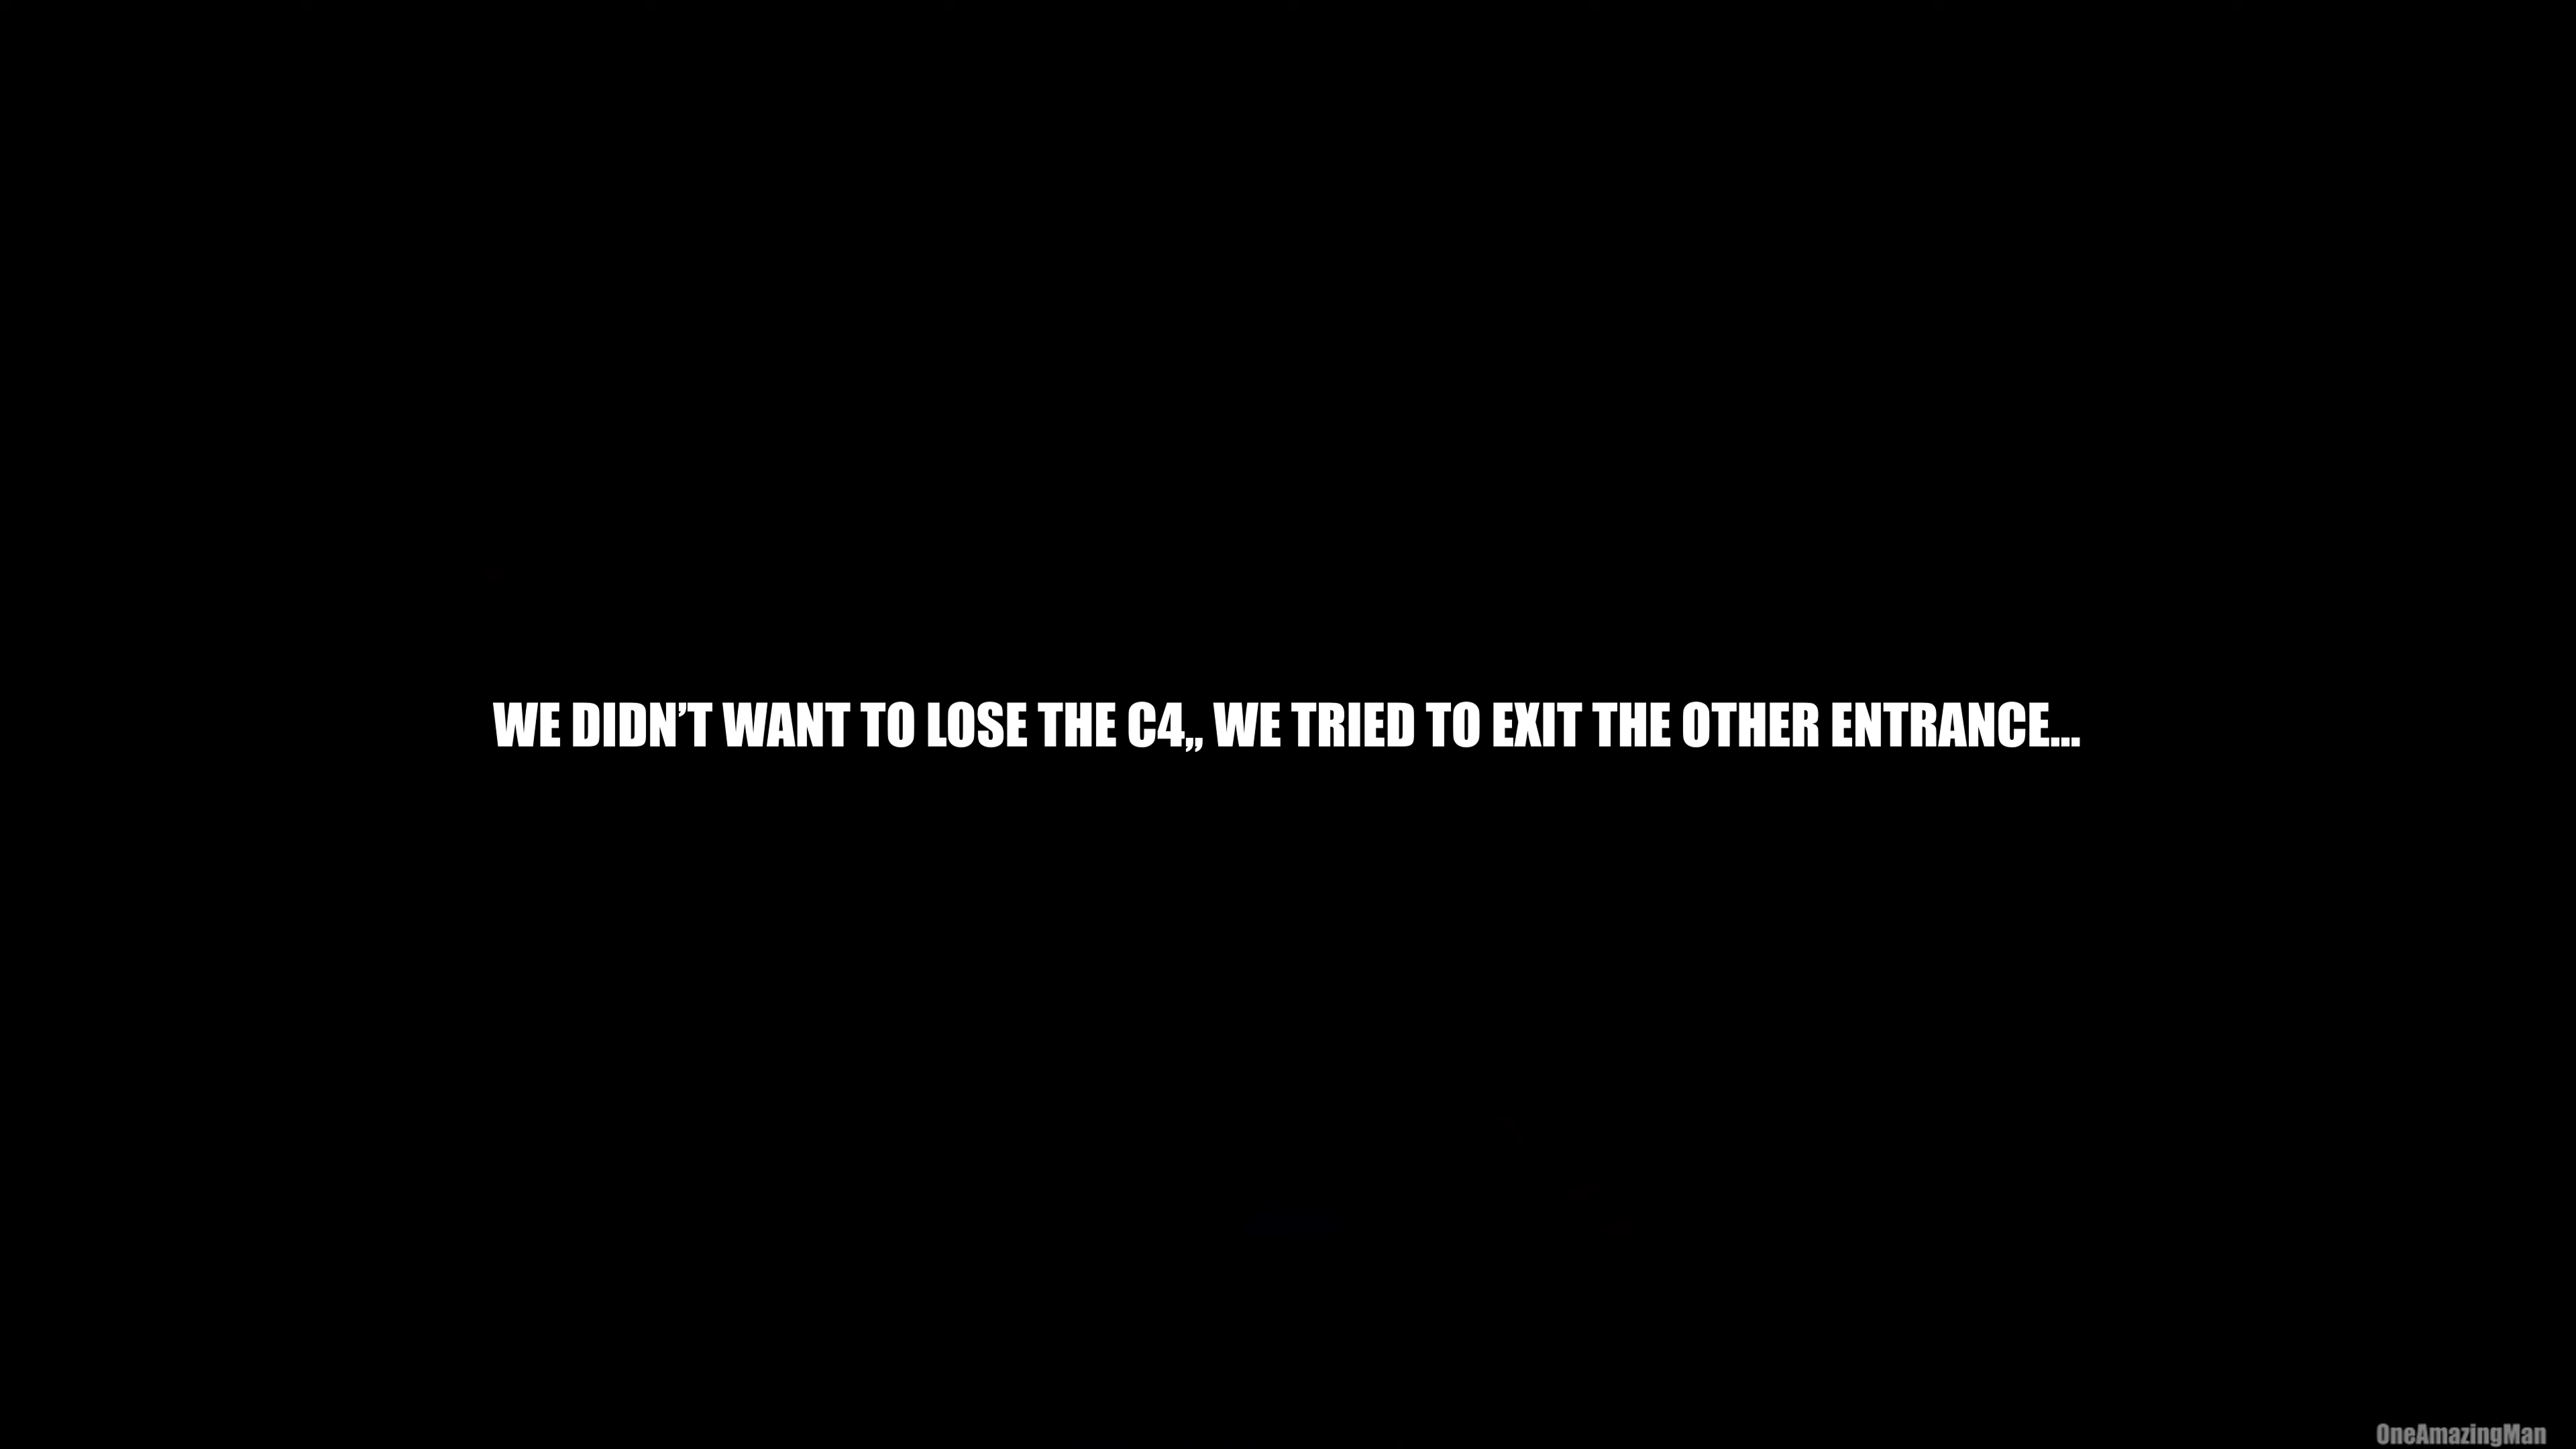 WE DIDN’T WANT TO LOSE THE C4,, WE TRIED TO EXIT THE OTHER ENTRANCE...
OneAmazingMan